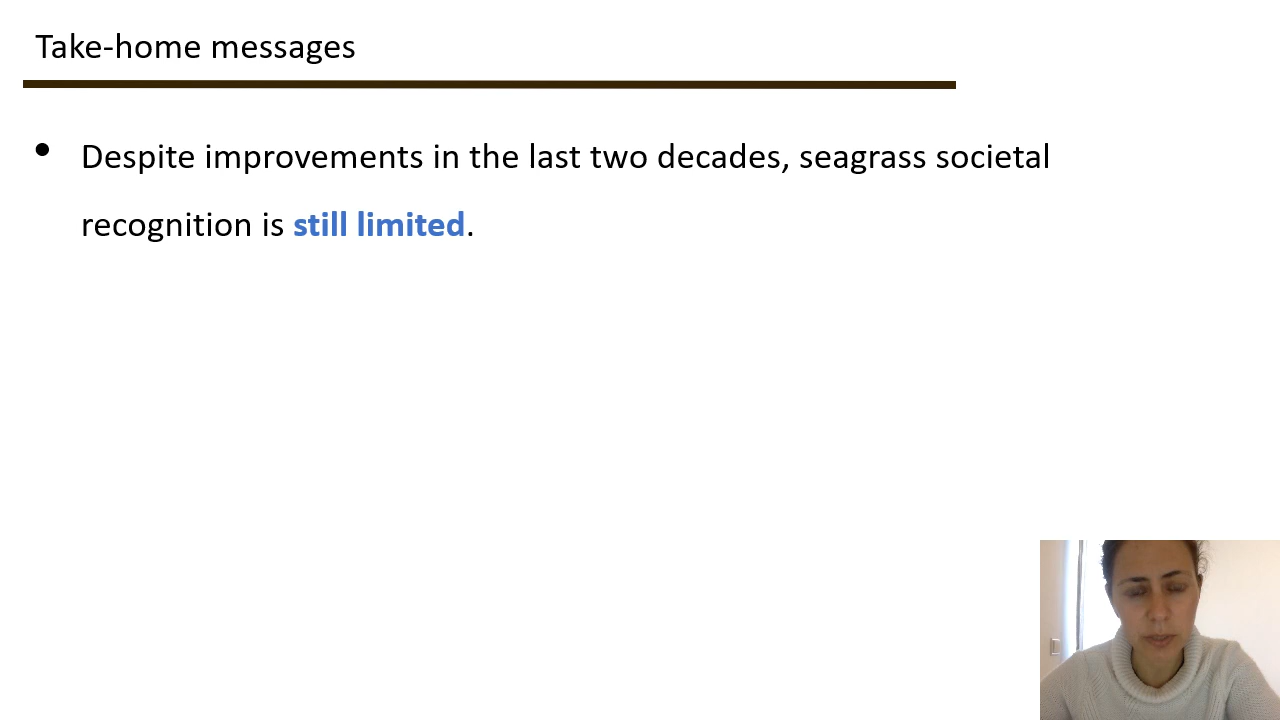 Take-home messages
• Despite improvements in the last two decades, seagrass societal
recognition is still limited.